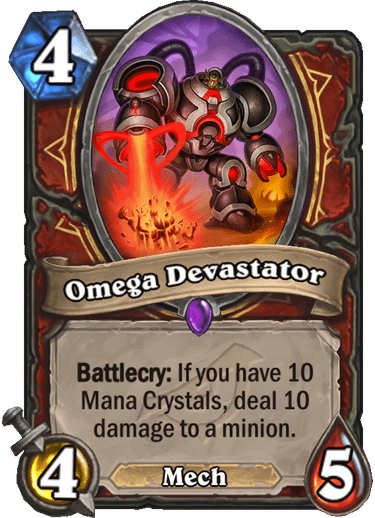 4
Omega Devastator
Battlecry: If you have 10
Mana Crystals, deal 10
damage to a minion.
4
Mech
5